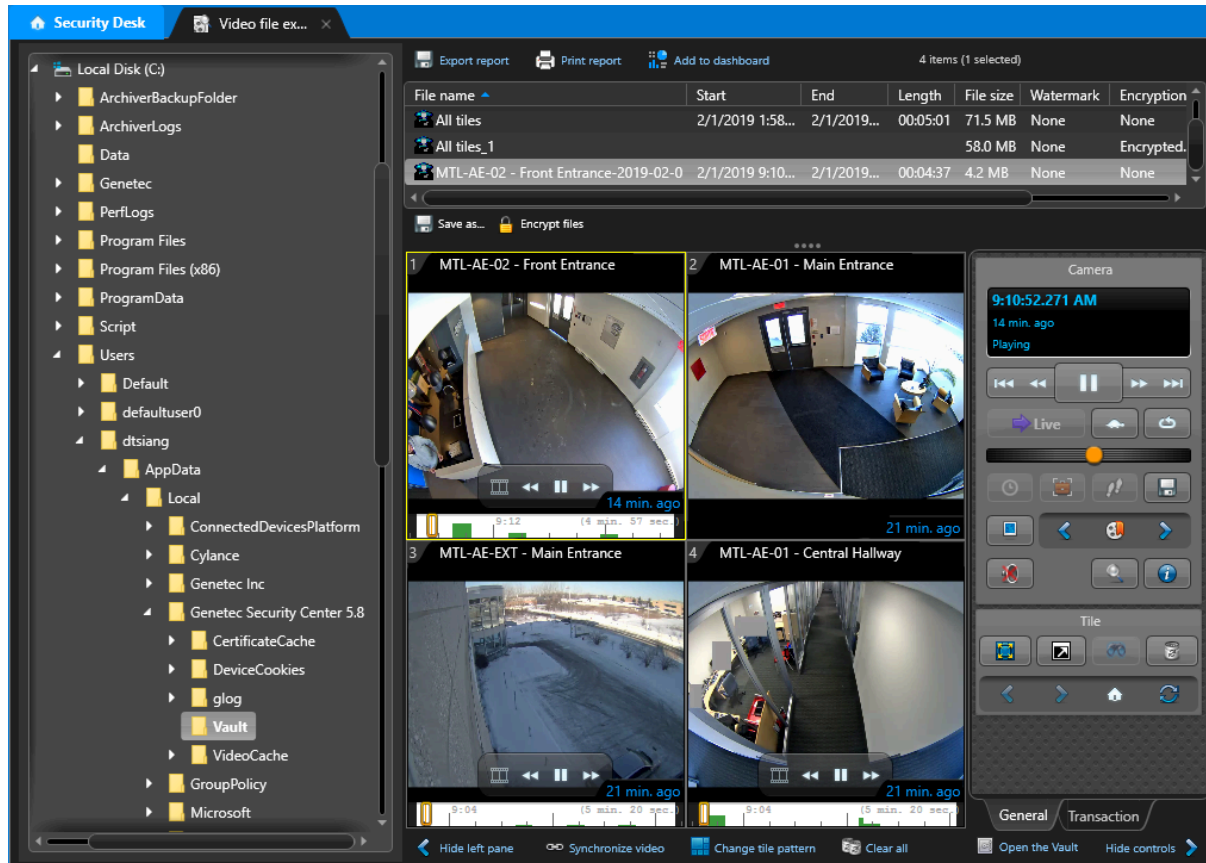 Security Desk
Video file ex...
Local Disk (C:)
ArchiverBackupFolder
ArchiverLogs
Data
Genetec
PerfLogs
Program Files
Program Files (x86)
ProgramData
Script
Users
Default
defaultuser0
dtsiang
AppData
Local
ConnectedDevicesPlatform
Cylance
Genetec Inc
Genetec Security Center 5.8
CertificateCache
DeviceCookies
glog
Vault
VideoCache
GroupPolicy
Microsoft
Export report Print report Add to dashboard 4 items (1 selected)
File name Start End Length File size Watermark Encryption
All tiles 2/1/2019 1:58... 2/1/2019... 00:05:01 71.5 MB None None
All tiles_1 58.0 MB None Encrypted.
MTL-AE-02 - Front Entrance-2019-02-0 2/1/2019 9:10... 2/1/2019... 00:04:37 4.2 MB None None
Save as... Encrypt files
1 MTL-AE-02 - Front Entrance
14 min. ago
9:12 (4 min. 57 sec.)
2 MTL-AE-01 - Main Entrance
21 min. ago
3 MTL-AE-EXT - Main Entrance
21 min. ago
9:04 (5 min. 20 sec.)
4 MTL-AE-01 - Central Hallway
21 min. ago
9:04 (5 min. 20 sec.)
Camera
9:10:52.271 AM
14 min. ago
Playing
Live
Tile
General Transaction
Hide left pane Synchronize video Change tile pattern Clear all Open the Vault Hide controls